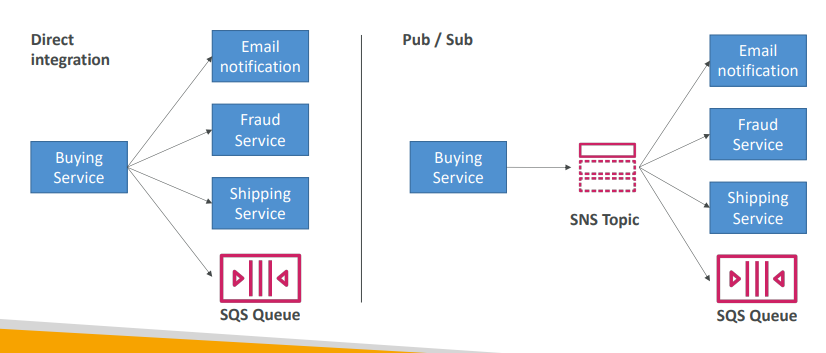 Direct
integration
Email
notification
Fraud
Service
Buying
Service
Shipping
Service
SQS Queue
Pub / Sub
Email
notification
Fraud
Service
Buying
Service
SNS Topic
Shipping
Service
SQS Queue